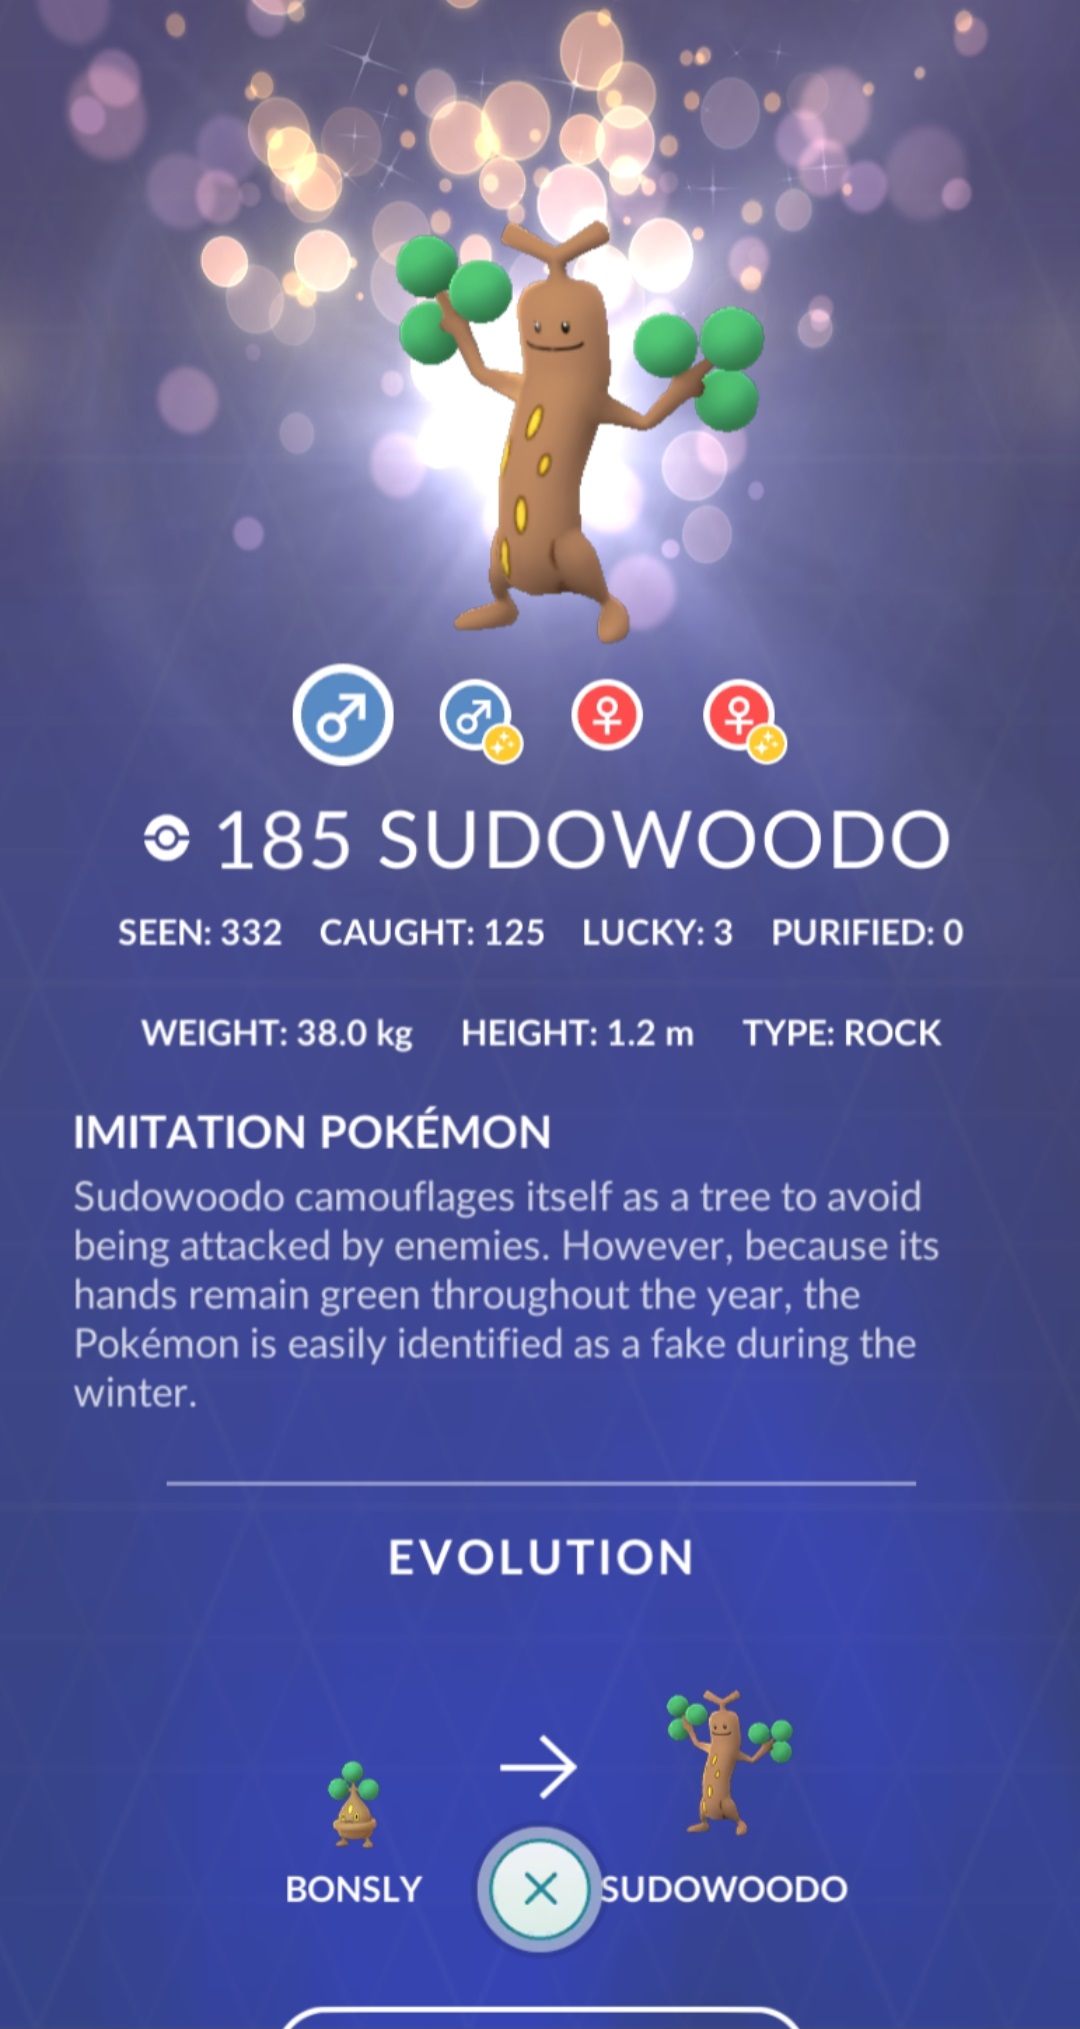 185 SUDOWOODO
SEEN: 332 CAUGHT: 125 LUCKY: 3 PURIFIED: 0
WEIGHT: 38.0 kg HEIGHT: 1.2 m TYPE: ROCK
IMITATION POKÉMON
Sudowoodo camouflages itself as a tree to avoid
being attacked by enemies. However, because its
hands remain green throughout the year, the
Pokémon is easily identified as a fake during the
winter.
EVOLUTION
BONSLY SUDOWOODO